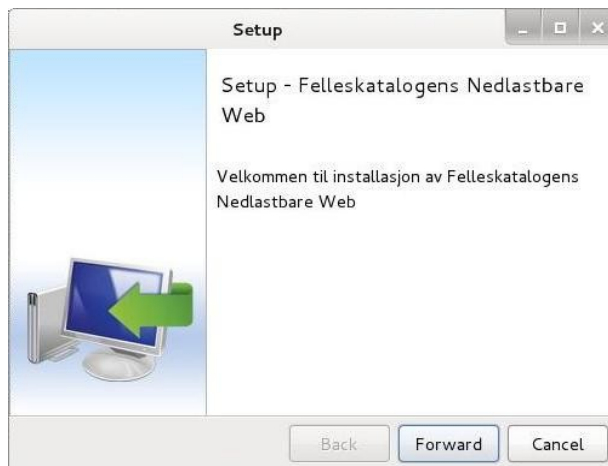 Setup
Setup - Felleskatalogens Nedlastbare
Web
Velkommen til installasjon av Felleskatalogens
Nedlastbare Web
Back
Forward
Cancel